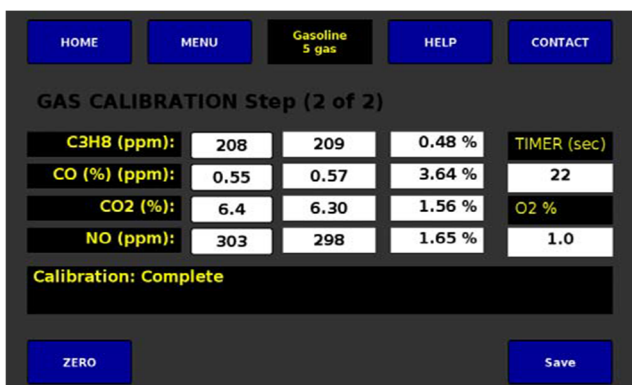 HOME MENU Gasoline 5 gas HELP CONTACT
GAS CALIBRATION Step (2 of 2)
C3H8 (ppm): 208 209 0.48 % TIMER (sec)
CO (%) (ppm): 0.55 0.57 3.64 % 22
CO2 (%): 6.4 6.30 1.56 % O2 %
NO (ppm): 303 298 1.65 % 1.0
Calibration: Complete
ZERO Save